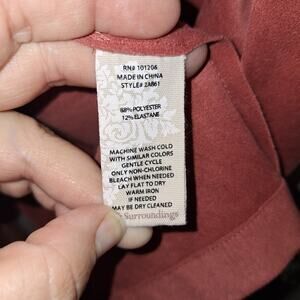 RN# 101206
MADE IN CHINA
STYLE# 2A861
88% POLYESTER
12% ELASTANE
MACHINE WASH COLD
WITH SIMILAR COLORS
GENTLE CYCLE
ONLY NON-CHLORINE
BLEACH WHEN NEEDED
LAY FLAT TO DRY
WARM IRON
IF NEEDED
MAY BE DRY CLEANED
Surroundings